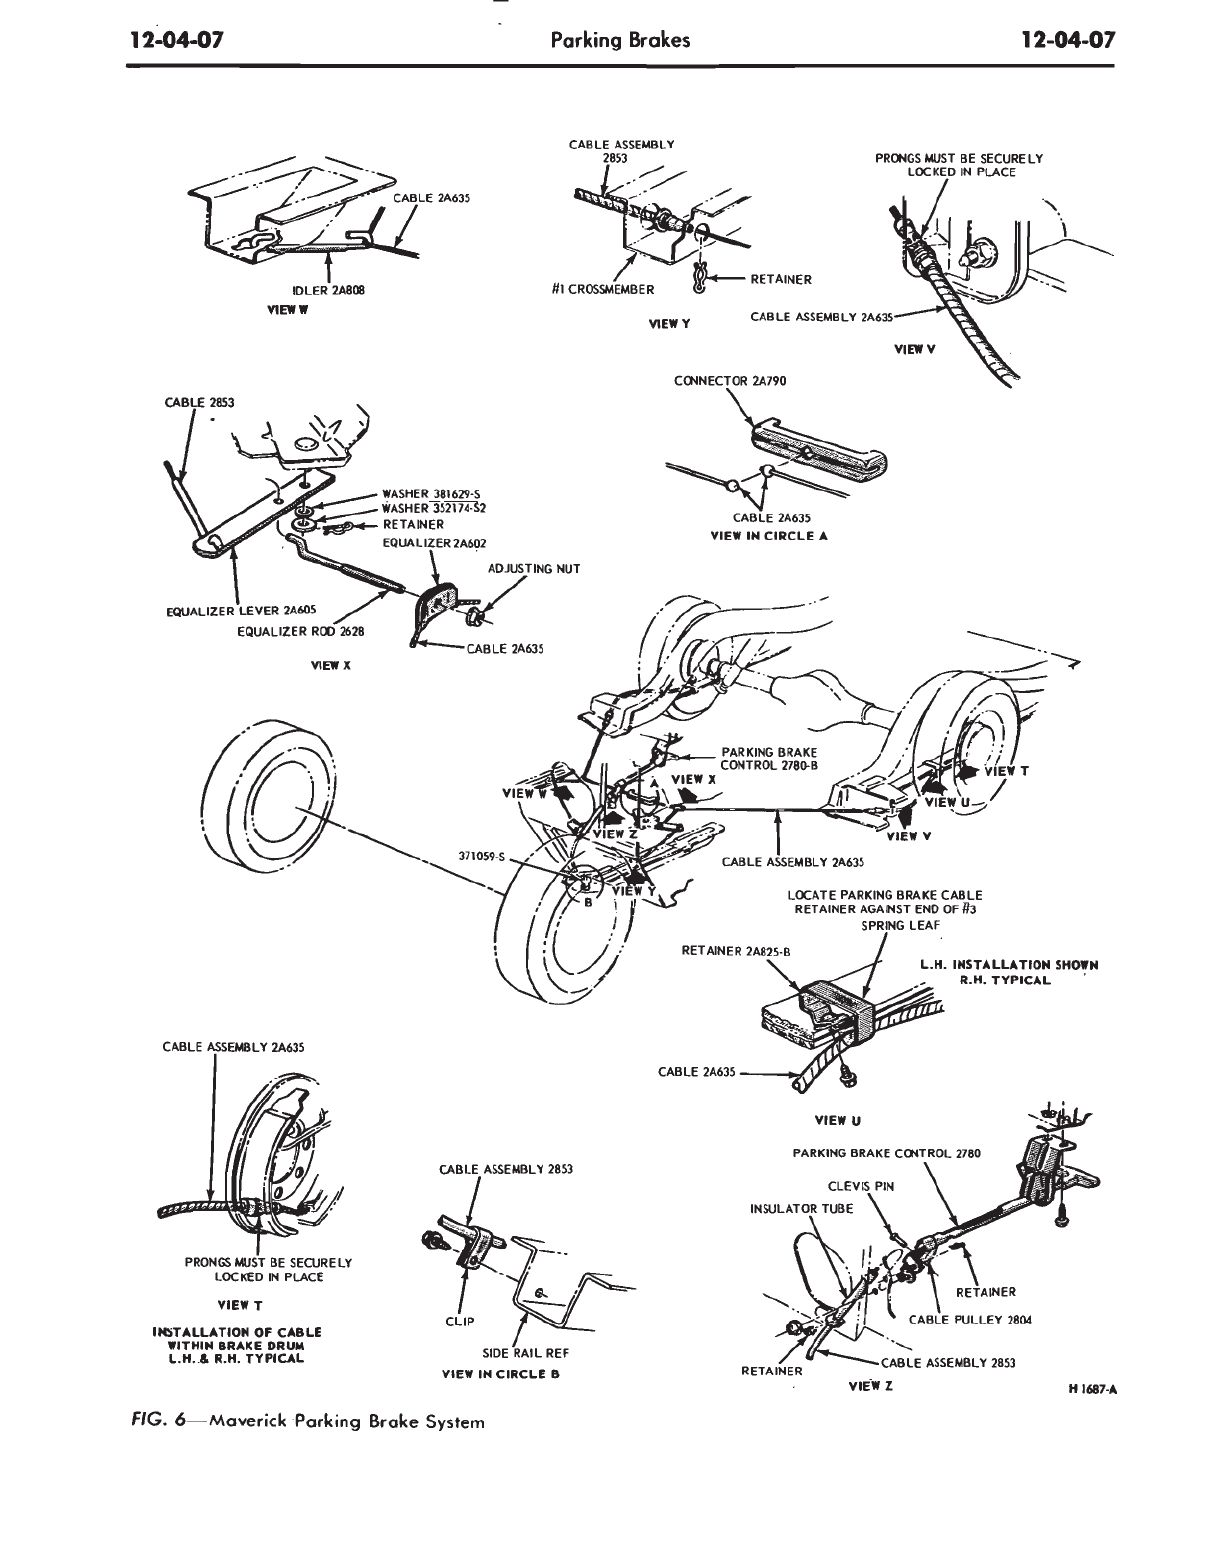 12-04-07
Parking Brakes
12-04-07
CABLE 2A635
IDLER 2A808
VIEW W
CABLE ASSEMBLY
2853
#1 CROSSMEMBER
RETAINER
VIEW Y
PRONGS MUST BE SECURELY
LOCKED IN PLACE
CABLE ASSEMBLY 2A635
VIEW V
CABLE 2853
WASHER 381629-S
WASHER 352174-S2
RETAINER
EQUALIZER 2A602
ADJUSTING NUT
EQUALIZER LEVER 2A605
EQUALIZER ROD 2628
CABLE 2A635
VIEW X
CONNECTOR 2A790
CABLE 2A635
VIEW IN CIRCLE A
PARKING BRAKE
CONTROL 2780-B
VIEW X
A
VIEW W
VIEW Z
VIEW T
VIEW U
VIEW V
371059-S
VIEW Y
B
CABLE ASSEMBLY 2A635
LOCATE PARKING BRAKE CABLE
RETAINER AGAINST END OF #3
SPRING LEAF
RETAINER 2A825-B
L.H. INSTALLATION SHOWN
R.H. TYPICAL
CABLE 2A635
VIEW U
CABLE ASSEMBLY 2A635
PRONGS MUST BE SECURELY
LOCKED IN PLACE
VIEW T
INSTALLATION OF CABLE
WITHIN BRAKE DRUM
L.H. & R.H. TYPICAL
CABLE ASSEMBLY 2853
CLIP
SIDE RAIL REF
VIEW IN CIRCLE B
PARKING BRAKE CONTROL 2780
CLEVIS PIN
INSULATOR TUBE
RETAINER
CABLE PULLEY 2804
CABLE ASSEMBLY 2853
RETAINER
VIEW Z
H 1687-A
FIG. 6—Maverick Parking Brake System